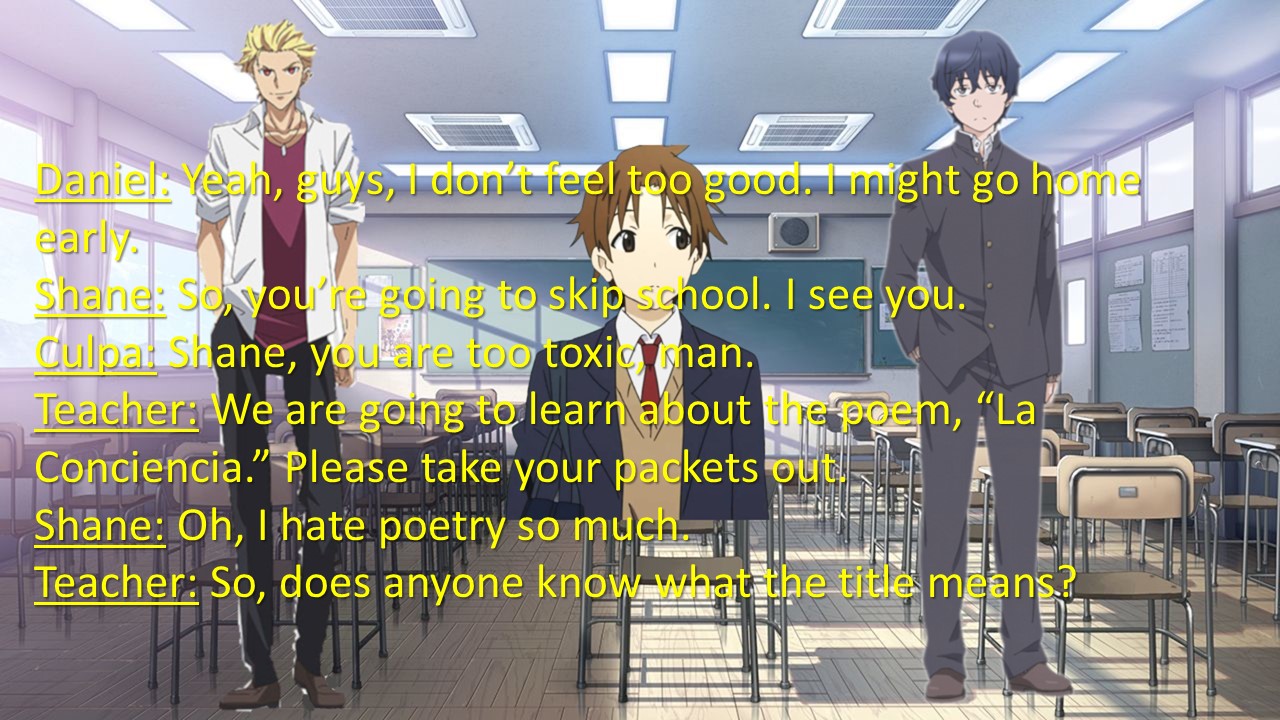 Daniel: Yeah, guys, I don’t feel too good. I might go home
early.
Shane: So, you’re going to skip school. I see you.
Culpa: Shane, you are too toxic, man.
Teacher: We are going to learn about the poem, “La
Conciencia.” Please take your packets out.
Shane: Oh, I hate poetry so much.
Teacher: So, does anyone know what the title means?